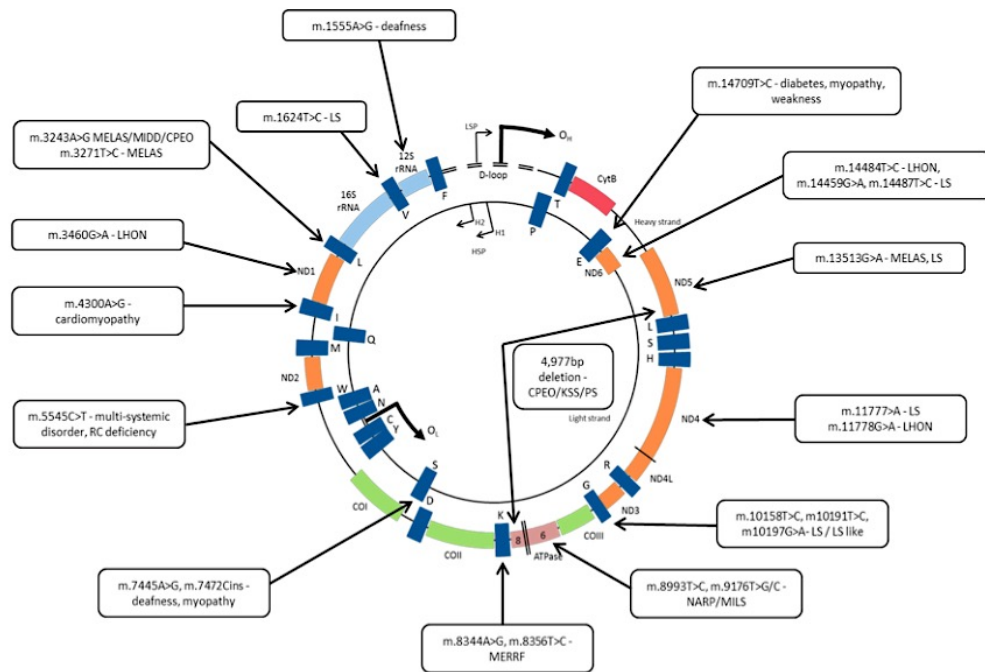 m.1555A>G - deafness
m.14709T>C - diabetes, myopathy,
weakness
m.1624T>C - LS
m.3243A>G MELAS/MIDD/CPEO
m.3271T>C - MELAS
m.14484T>C - LHON,
m.14459G>A, m.14487T>C - LS
m.3460G>A - LHON
m.13513G>A - MELAS, LS
m.4300A>G -
cardiomyopathy
4,977bp
deletion -
CPEO/KSS/PS
m.5545C>T - multi-systemic
disorder, RC deficiency
m.11777>A - LS
m.11778G>A - LHON
m.10158T>C, m10191T>C,
m10197G>A- LS / LS like
m.7445A>G, m.7472Cins -
deafness, myopathy
m.8993T>C, m.9176T>G/C -
NARP/MILS
m.8344A>G, m.8356T>C -
MERRF
LSP
OH
D-loop
12S
rRNA
16S
rRNA
F
V
L
ND1
I
M
Q
ND2
W
A
N
C
Y
OL
S
D
COI
COII
K
8
6
ATPase
COIII
G
ND3
R
ND4L
ND4
H
S
L
ND5
Heavy strand
Light strand
CytB
T
P
E
ND6
H2
H1
HSP